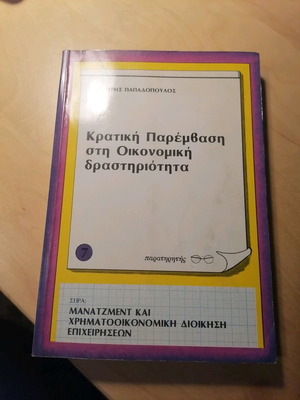 ΠΑΠΑΔΟΠΟΥΛΟΣ
Κρατική Παρέμβαση
στη Οικονομική
δραστηριότητα
7
παρατηρητής
ΣΕΙΡΑ:
ΜΑΝΑΤΖΜΕΝΤ ΚΑΙ
ΧΡΗΜΑΤΟΟΙΚΟΝΟΜΙΚΗ ΔΙΟΙΚΗΣΗ
ΕΠΙΧΕΙΡΗΣΕΩΝ